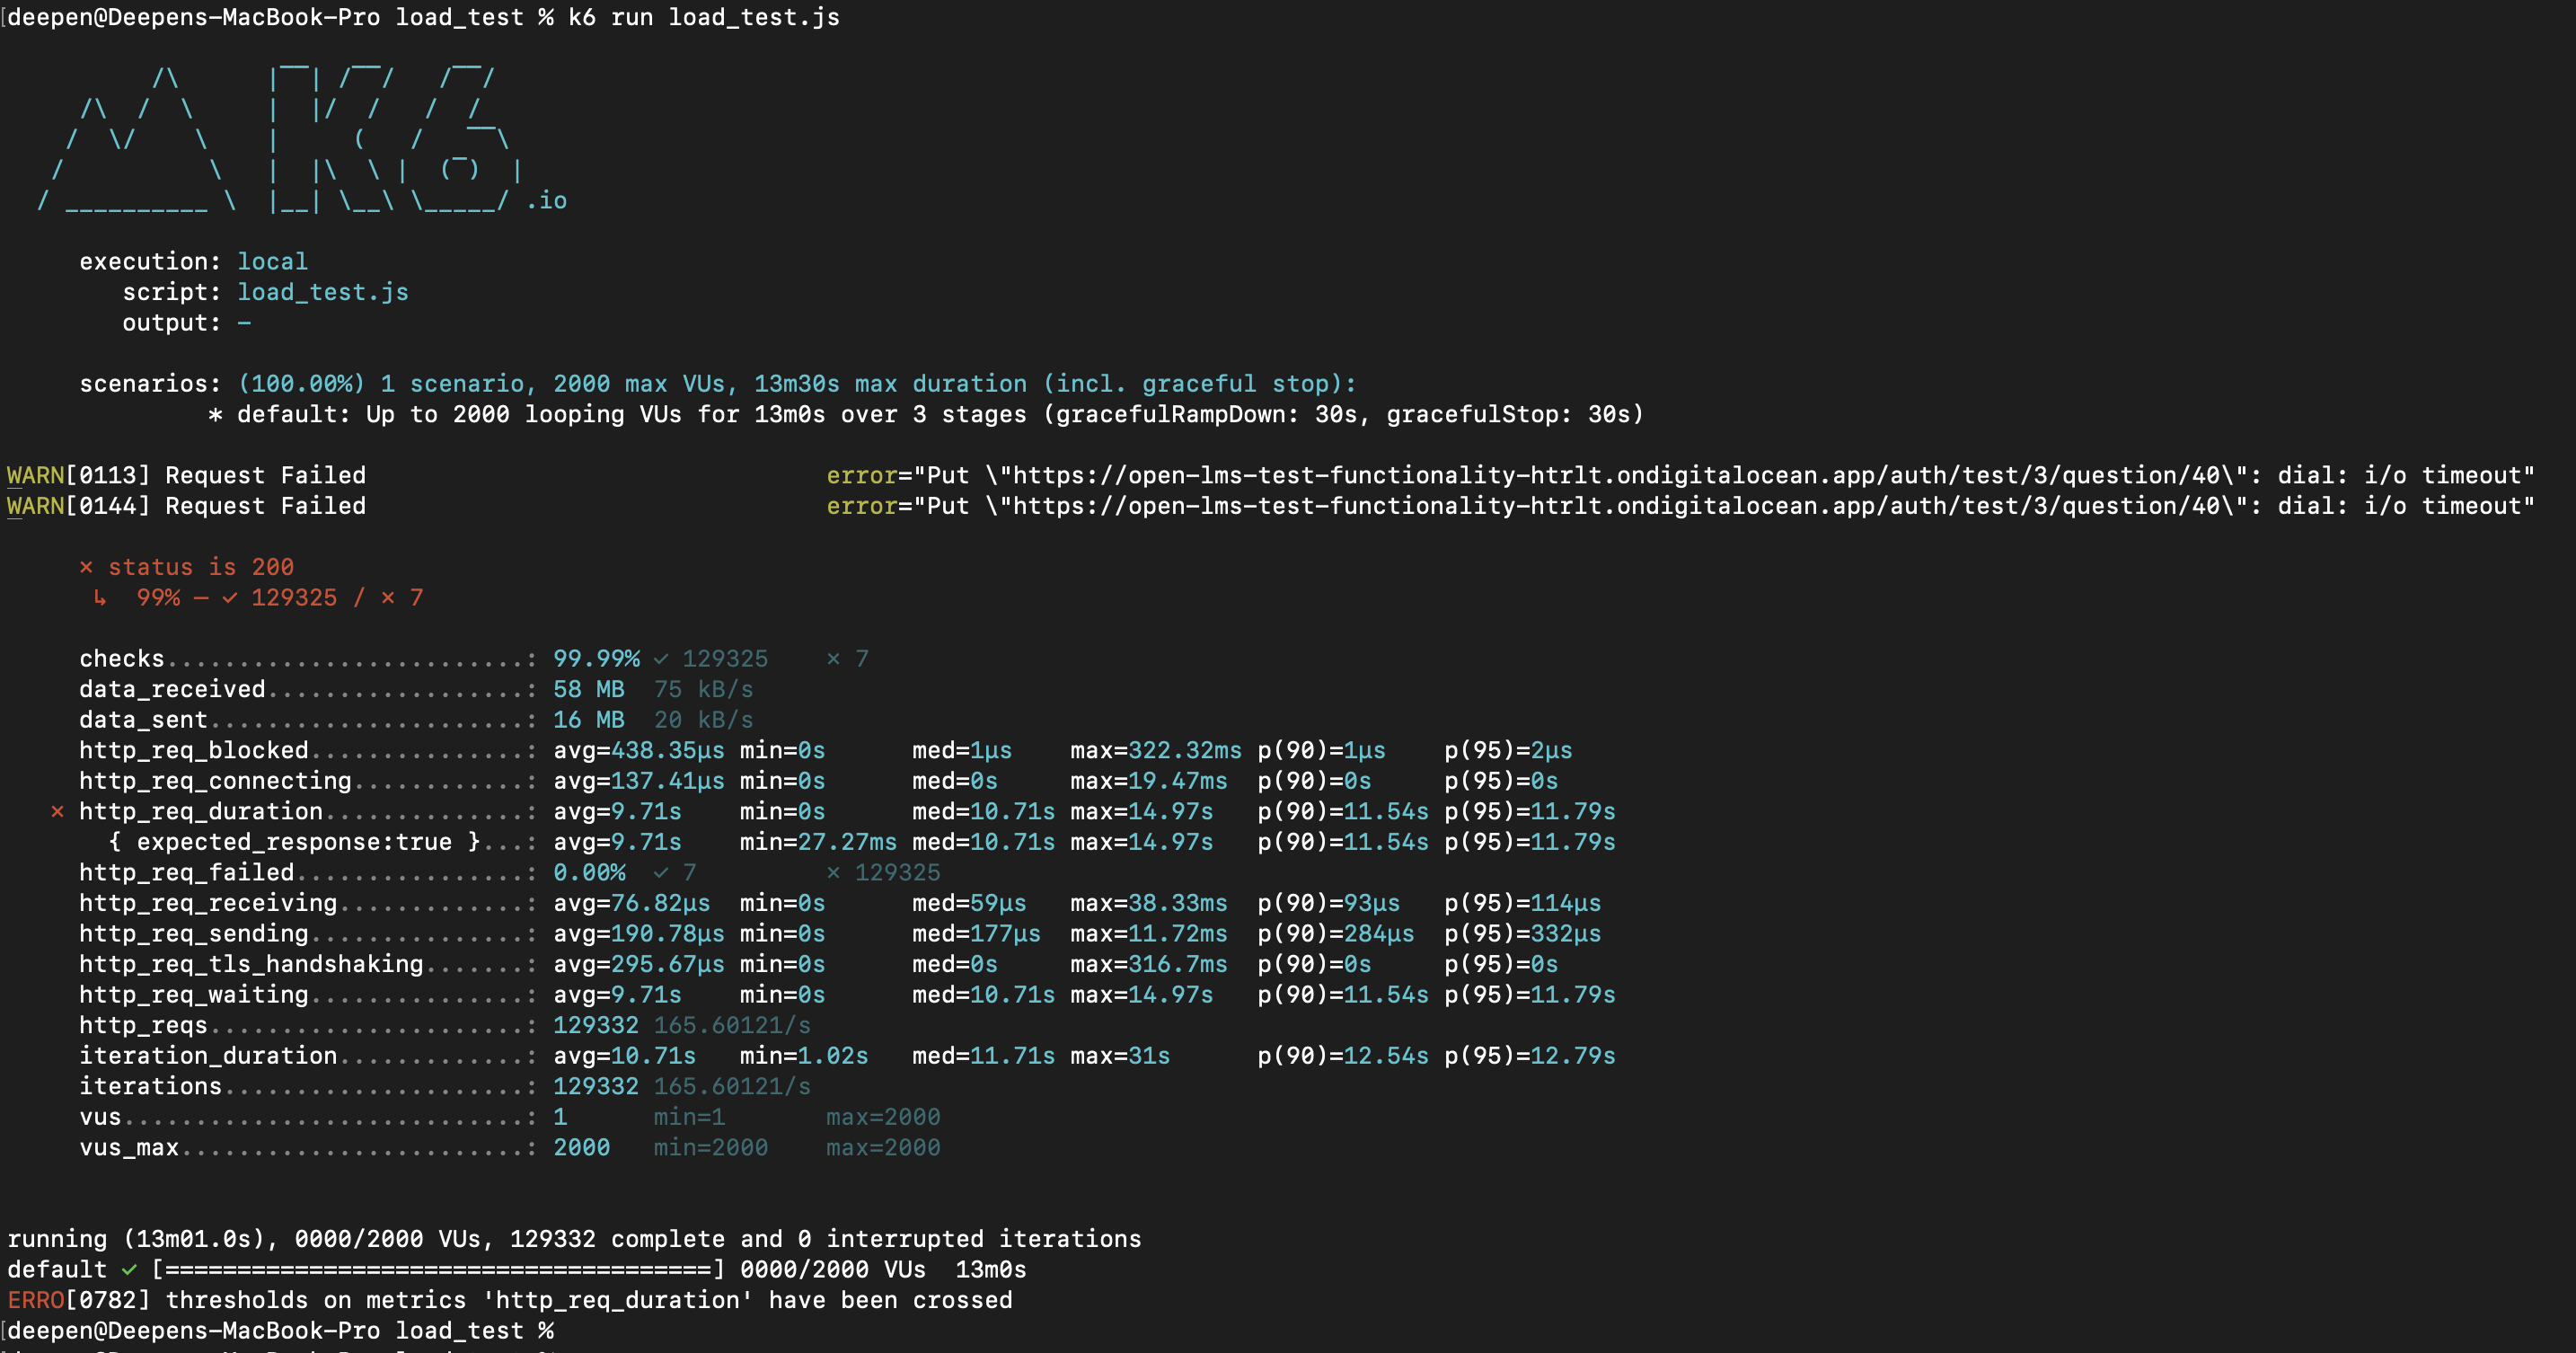 [deepen@Deepens-MacBook-Pro load_test % k6 run load_test.js
          /\      |‾‾| /‾‾/   /‾‾/
     /\  /  \     |  |/  /   /  /
    /  \/    \    |     (   /   ‾‾\
   /          \   |  |\  \ |  (‾)  |
  / __________ \  |__| \__\ \_____/ .io
     execution: local
        script: load_test.js
        output: -
     scenarios: (100.00%) 1 scenario, 2000 max VUs, 13m30s max duration (incl. graceful stop):
              * default: Up to 2000 looping VUs for 13m0s over 3 stages (gracefulRampDown: 30s, gracefulStop: 30s)
WARN[0113] Request Failed                                error="Put \"https://open-lms-test-functionality-htrlt.ondigitalocean.app/auth/test/3/question/40\": dial: i/o timeout"
WARN[0144] Request Failed                                error="Put \"https://open-lms-test-functionality-htrlt.ondigitalocean.app/auth/test/3/question/40\": dial: i/o timeout"
     ✗ status is 200
      ↳  99% — ✓ 129325 / ✗ 7
     checks.........................: 99.99% ✓ 129325    ✗ 7
     data_received..................: 58 MB  75 kB/s
     data_sent......................: 16 MB  20 kB/s
     http_req_blocked...............: avg=438.35µs min=0s      med=1µs    max=322.32ms p(90)=1µs    p(95)=2µs
     http_req_connecting............: avg=137.41µs min=0s      med=0s     max=19.47ms  p(90)=0s     p(95)=0s
   ✗ http_req_duration..............: avg=9.71s    min=0s      med=10.71s max=14.97s   p(90)=11.54s p(95)=11.79s
       { expected_response:true }...: avg=9.71s    min=27.27ms med=10.71s max=14.97s   p(90)=11.54s p(95)=11.79s
     http_req_failed................: 0.00%  ✓ 7         ✗ 129325
     http_req_receiving.............: avg=76.82µs  min=0s      med=59µs   max=38.33ms  p(90)=93µs   p(95)=114µs
     http_req_sending...............: avg=190.78µs min=0s      med=177µs  max=11.72ms  p(90)=284µs  p(95)=332µs
     http_req_tls_handshaking.......: avg=295.67µs min=0s      med=0s     max=316.7ms  p(90)=0s     p(95)=0s
     http_req_waiting...............: avg=9.71s    min=0s      med=10.71s max=14.97s   p(90)=11.54s p(95)=11.79s
     http_reqs......................: 129332 165.60121/s
     iteration_duration.............: avg=10.71s   min=1.02s   med=11.71s max=31s      p(90)=12.54s p(95)=12.79s
     iterations.....................: 129332 165.60121/s
     vus............................: 1      min=1       max=2000
     vus_max........................: 2000   min=2000    max=2000
running (13m01.0s), 0000/2000 VUs, 129332 complete and 0 interrupted iterations
default ✓ [======================================] 0000/2000 VUs  13m0s
ERRO[0782] thresholds on metrics 'http_req_duration' have been crossed
[deepen@Deepens-MacBook-Pro load_test %